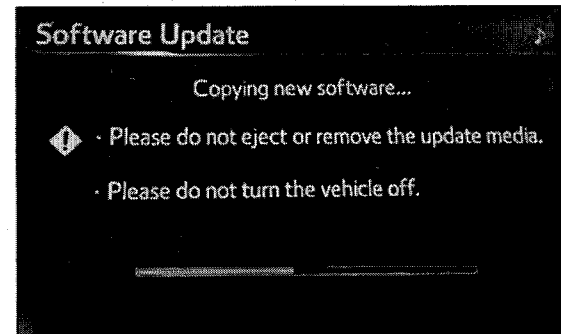 Software Update
Copying new software...
· Please do not eject or remove the update media.
· Please do not turn the vehicle off.